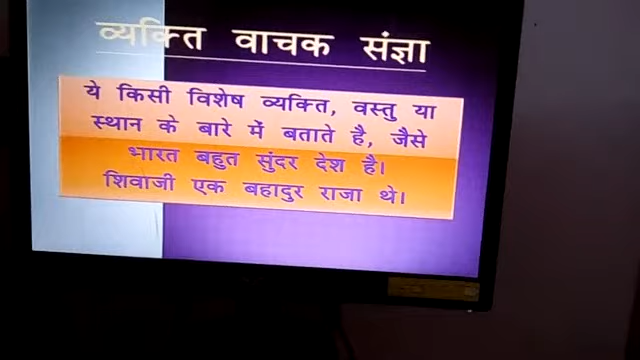 व्यक्ति वाचक संज्ञा
ये किसी विशेष व्यक्ति, वस्तु या
स्थान के बारे में बताते है, जैसे
भारत बहुत सुंदर देश है।
शिवाजी एक बहादुर राजा थे।